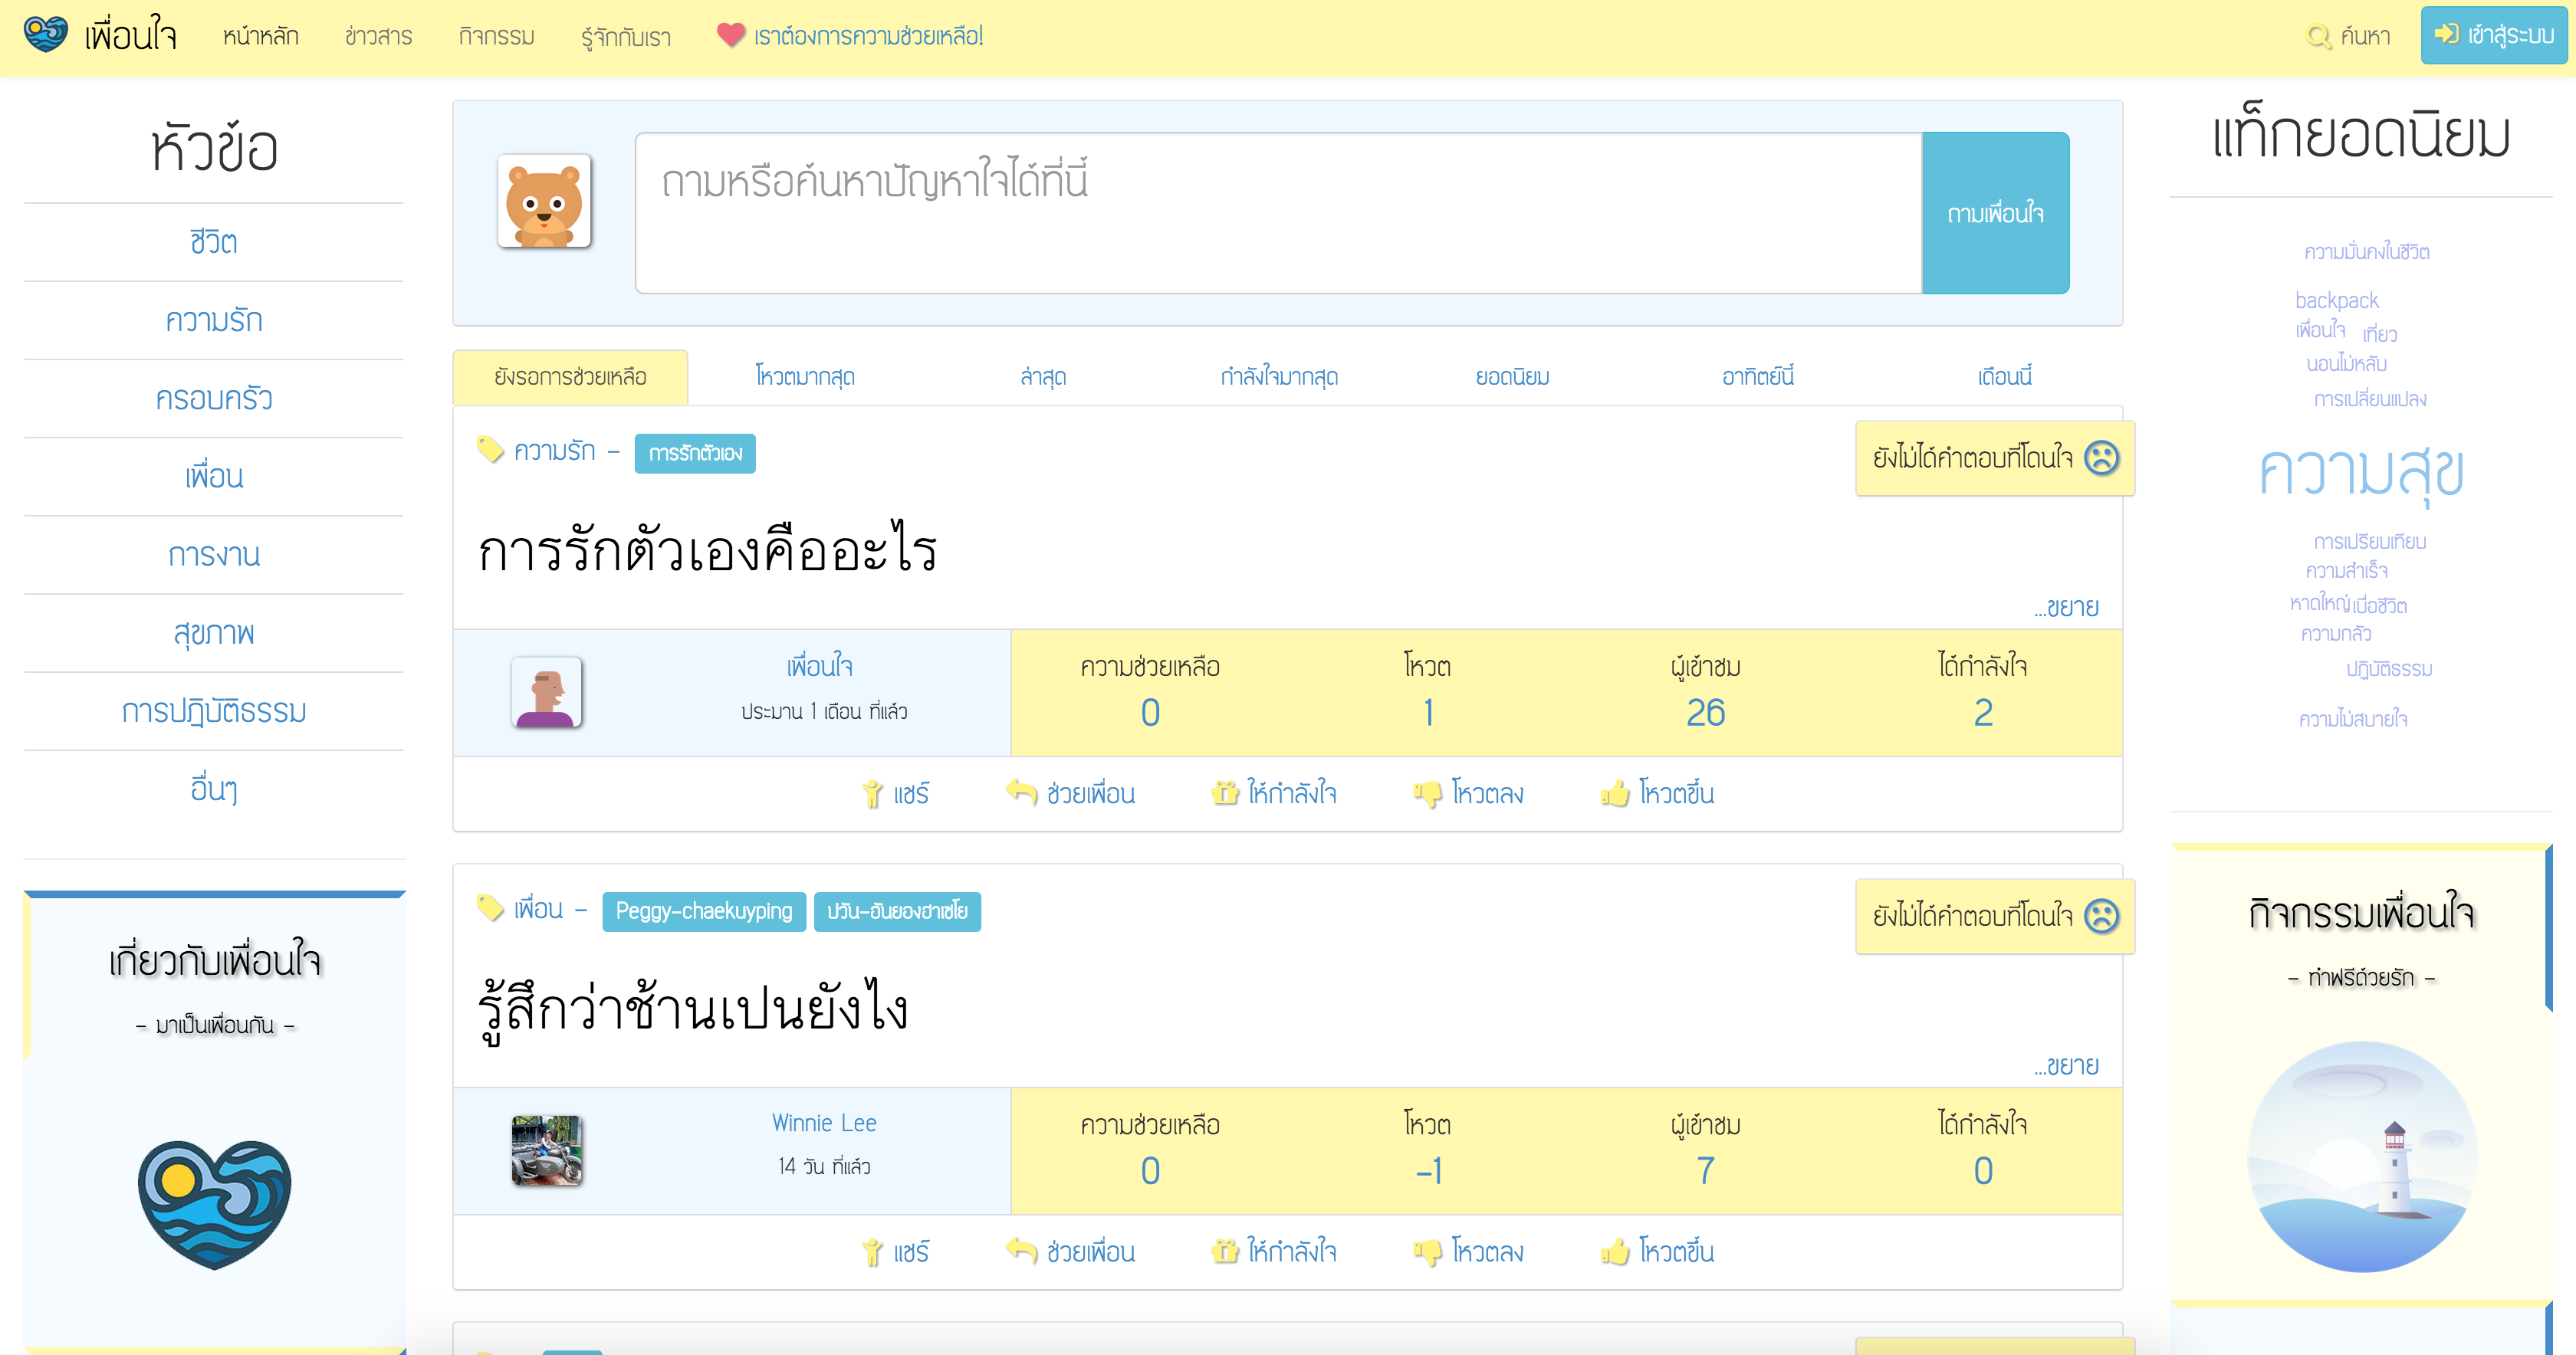 เพื่อนใจ หน้าหลัก ข่าวสาร กิจกรรม รู้จักกับเรา เราต้องการความช่วยเหลือ! ค้นหา เข้าสู่ระบบ
หัวข้อ
ชีวิต
ความรัก
ครอบครัว
เพื่อน
การงาน
สุขภาพ
การปฏิบัติธรรม
อื่นๆ
เกี่ยวกับเพื่อนใจ
- มาเป็นเพื่อนกัน -
ถามหรือค้นหาปัญหาใจได้ที่นี่
ถามเพื่อนใจ
ยังรอการช่วยเหลือ โหวตมากสุด ล่าสุด กำลังใจมากสุด ยอดนิยม อาทิตย์นี้ เดือนนี้
ความรัก - การรักตัวเอง
ยังไม่ได้คำตอบที่โดนใจ
การรักตัวเองคืออะไร
...ขยาย
เพื่อนใจ
ประมาน 1 เดือน ที่แล้ว
ความช่วยเหลือ โหวต ผู้เข้าชม ได้กำลังใจ
0 1 26 2
แชร์ ช่วยเพื่อน ให้กำลังใจ โหวตลง โหวตขึ้น
เพื่อน - Peggy-chaekuyping ปวัน-อันยองฮาเซโย
ยังไม่ได้คำตอบที่โดนใจ
รู้สึกว่าช้านเปนยังไง
...ขยาย
Winnie Lee
14 วัน ที่แล้ว
ความช่วยเหลือ โหวต ผู้เข้าชม ได้กำลังใจ
0 -1 7 0
แชร์ ช่วยเพื่อน ให้กำลังใจ โหวตลง โหวตขึ้น
แท็กยอดนิยม
ความมั่นคงในชีวิต
backpack
เพื่อนใจ เที่ยว
นอนไม่หลับ
การเปลี่ยนแปลง
ความสุข
การเปรียบเทียบ
ความสำเร็จ
หาดใหญ่ เบื่อชีวิต
ความกลัว
ปฏิบัติธรรม
ความไม่สบายใจ
กิจกรรมเพื่อนใจ
- ทำฟรีด้วยรัก -